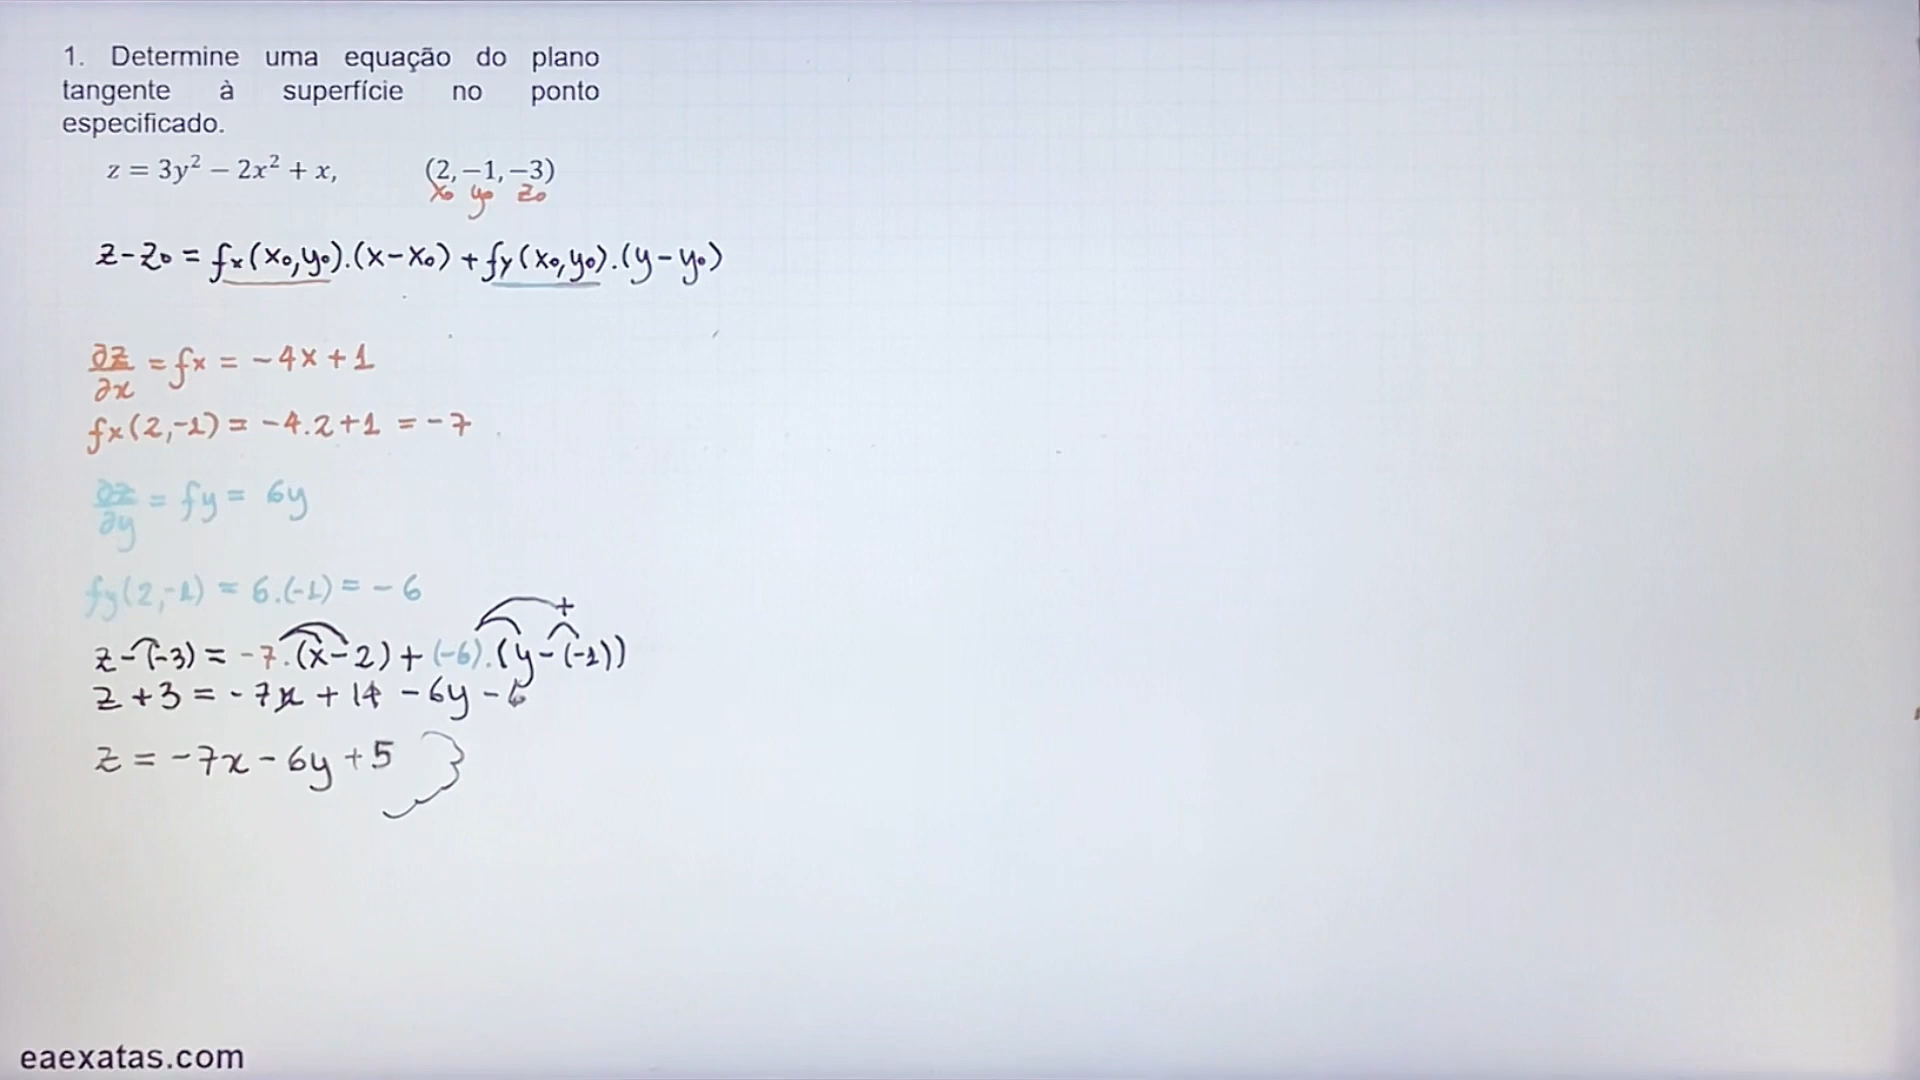 1. Determine uma equação do plano
tangente à superfície no ponto
especificado.
z = 3y² − 2x² + x, (2, −1, −3)
x₀ y₀ z₀
z − z₀ = fx(x₀,y₀).(x − x₀) + fy(x₀,y₀).(y − y₀)
∂z/∂x = fx = −4x + 1
fx(2,−1) = −4.2 + 1 = −7
∂z/∂y = fy = 6y
fy(2,−1) = 6.(−1) = −6
+
z − (−3) = −7.(x − 2) + (−6).(y − (−1))
z + 3 = −7x + 14 − 6y − 6
z = −7x − 6y + 5
eaexatas.com